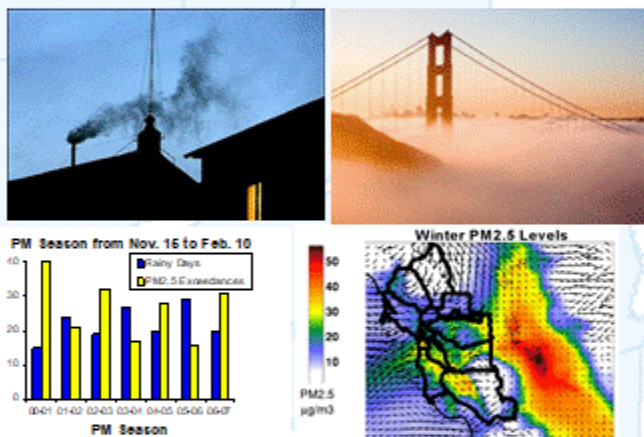 PM Season from Nov. 15 to Feb. 10
Rainy Days
PM2.5 Exceedances
40
30
20
10
0
00-01 01-02 02-03 03-04 04-05 05-06 06-07
PM Season
Winter PM2.5 Levels
50
40
30
20
10
PM2.5
µg/m3